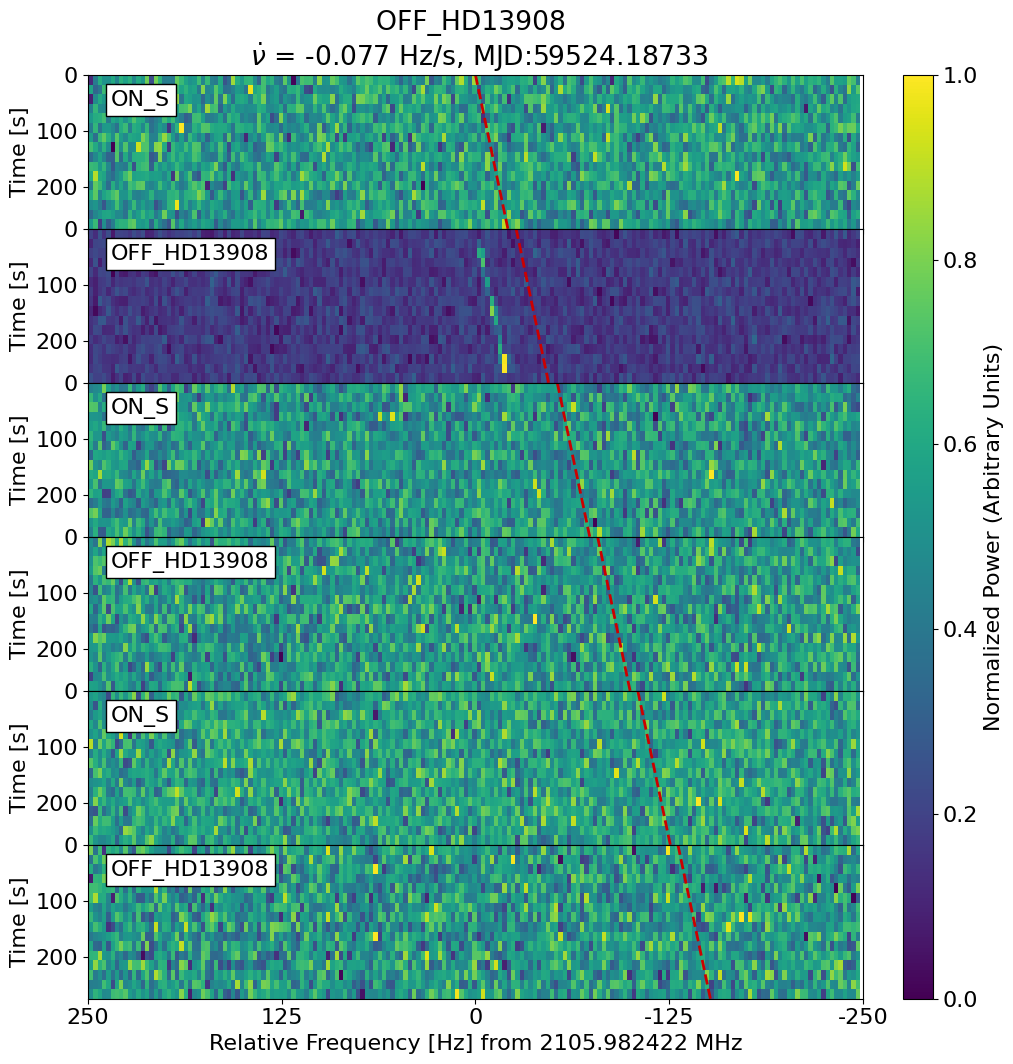 OFF_HD13908
ν̇ = -0.077 Hz/s, MJD:59524.18733
0
100
200
Time [s]
ON_S
0
100
200
Time [s]
OFF_HD13908
0
100
200
Time [s]
ON_S
0
100
200
Time [s]
OFF_HD13908
0
100
200
Time [s]
ON_S
0
100
200
Time [s]
OFF_HD13908
250 125 0 -125 -250
Relative Frequency [Hz] from 2105.982422 MHz
1.0
0.8
0.6
0.4
0.2
0.0
Normalized Power (Arbitrary Units)